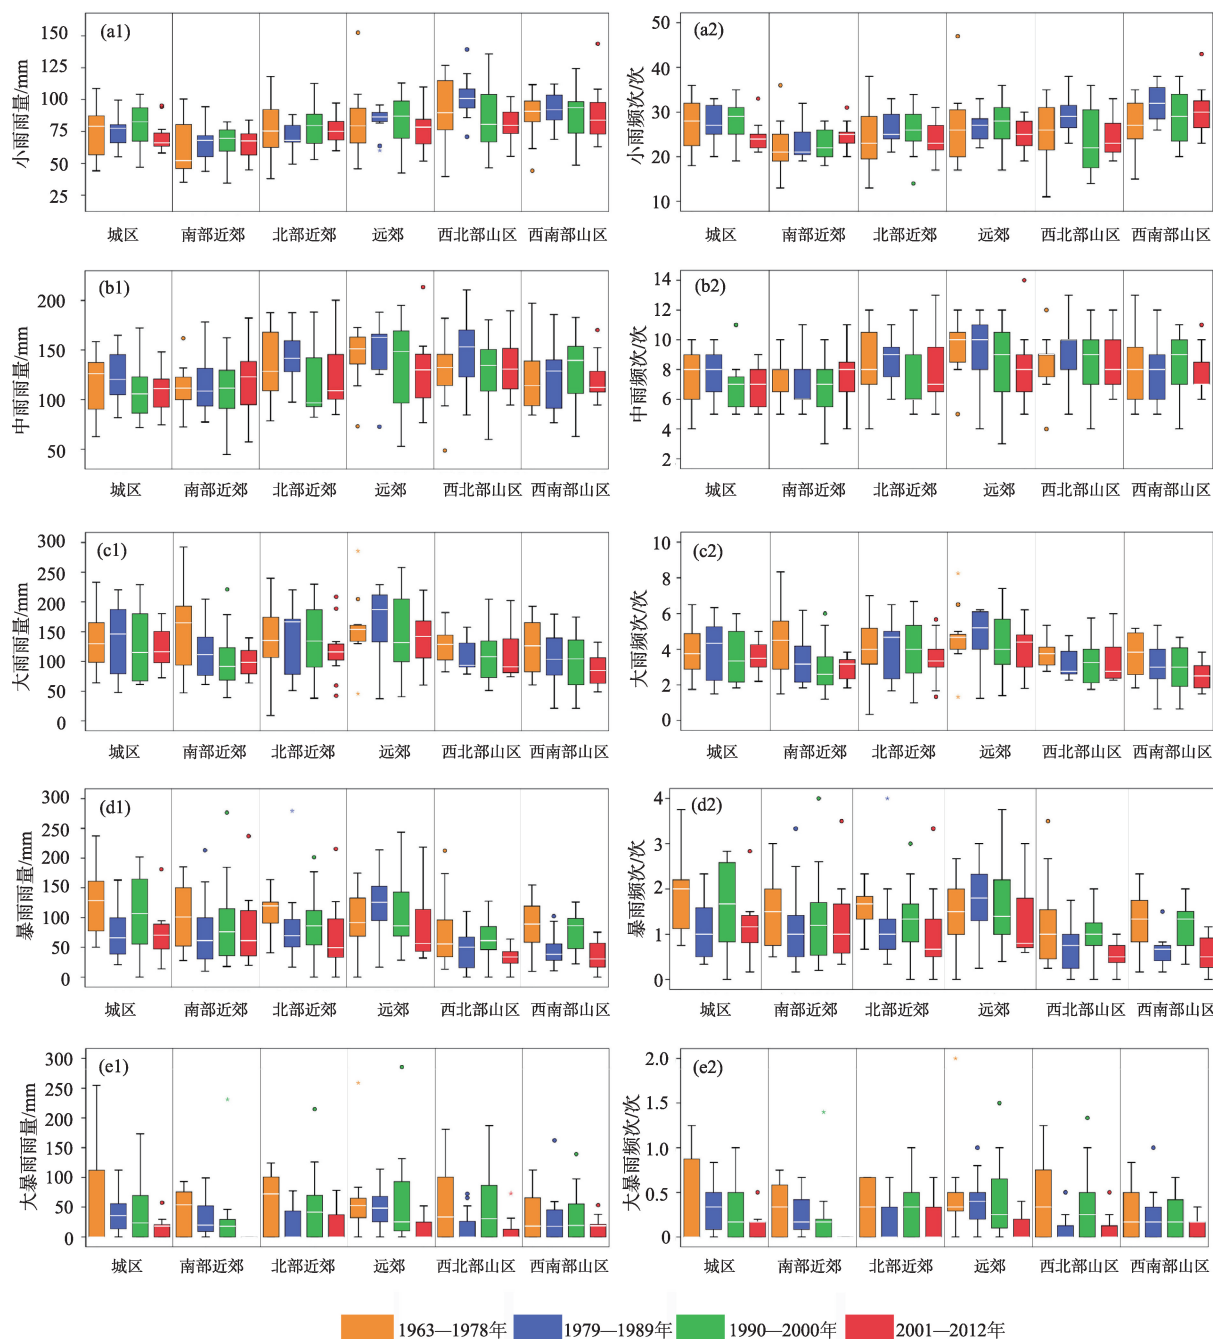 (a1)
小雨雨量/mm
150
125
100
75
50
25
城区 南部近郊 北部近郊 远郊 西北部山区 西南部山区
(a2)
小雨频次/次
50
40
30
20
10
城区 南部近郊 北部近郊 远郊 西北部山区 西南部山区
(b1)
中雨雨量/mm
200
150
100
50
城区 南部近郊 北部近郊 远郊 西北部山区 西南部山区
(b2)
中雨频次/次
14
12
10
8
6
4
2
城区 南部近郊 北部近郊 远郊 西北部山区 西南部山区
(c1)
大雨雨量/mm
300
250
200
150
100
50
0
城区 南部近郊 北部近郊 远郊 西北部山区 西南部山区
(c2)
大雨频次/次
10
8
6
4
2
0
城区 南部近郊 北部近郊 远郊 西北部山区 西南部山区
(d1)
暴雨雨量/mm
300
250
200
150
100
50
0
城区 南部近郊 北部近郊 远郊 西北部山区 西南部山区
(d2)
暴雨频次/次
4
3
2
1
0
城区 南部近郊 北部近郊 远郊 西北部山区 西南部山区
(e1)
大暴雨雨量/mm
300
250
200
150
100
50
0
城区 南部近郊 北部近郊 远郊 西北部山区 西南部山区
(e2)
大暴雨频次/次
2.0
1.5
1.0
0.5
0
城区 南部近郊 北部近郊 远郊 西北部山区 西南部山区
1963—1978年 1979—1989年 1990—2000年 2001—2012年